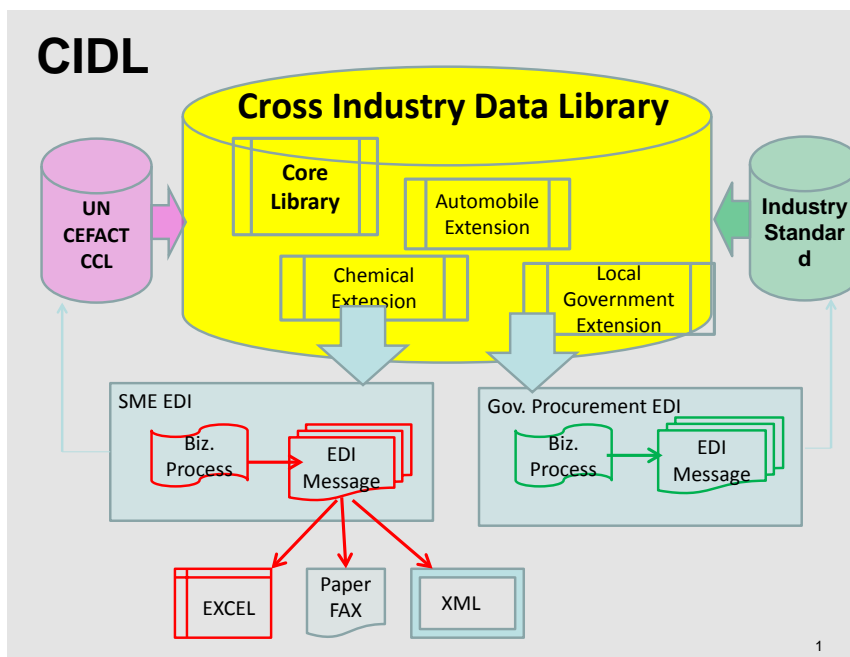 CIDL
Cross Industry Data Library
Core
Library
Automobile
Extension
UN
CEFACT
CCL
Industry
Standar
d
Chemical
Extension
Local
Government
Extension
SME EDI
Biz.
Process
EDI
Message
Gov. Procurement EDI
Biz.
Process
EDI
Message
EXCEL
Paper
FAX
XML
1